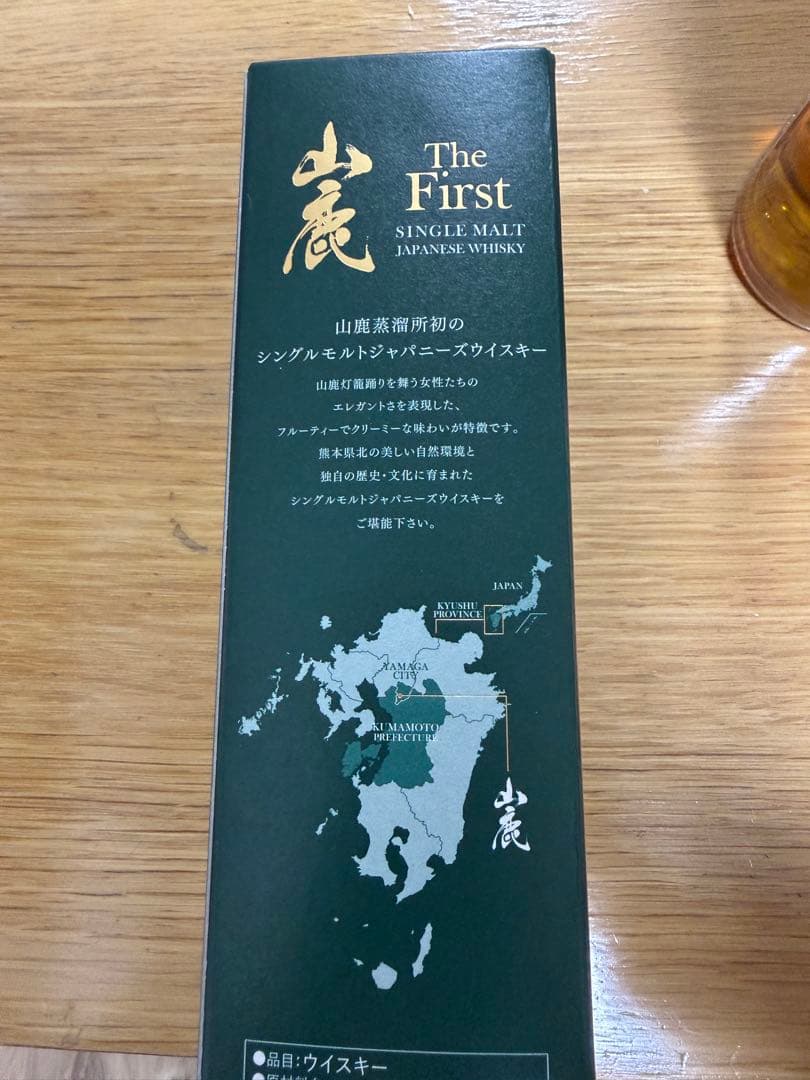 山鹿
The
First
SINGLE MALT
JAPANESE WHISKY
山鹿蒸溜所初の
シングルモルトジャパニーズウイスキー
山鹿灯籠踊りを舞う女性たちの
エレガントさを表現した、
フルーティーでクリーミーな味わいが特徴です。
熊本県北の美しい自然環境と
独自の歴史・文化に育まれた
シングルモルトジャパニーズウイスキーを
ご堪能下さい。
JAPAN
KYUSHU
PROVINCE
YAMAGA
CITY
KUMAMOTO
PREFECTURE
山鹿
●品目：ウイスキー